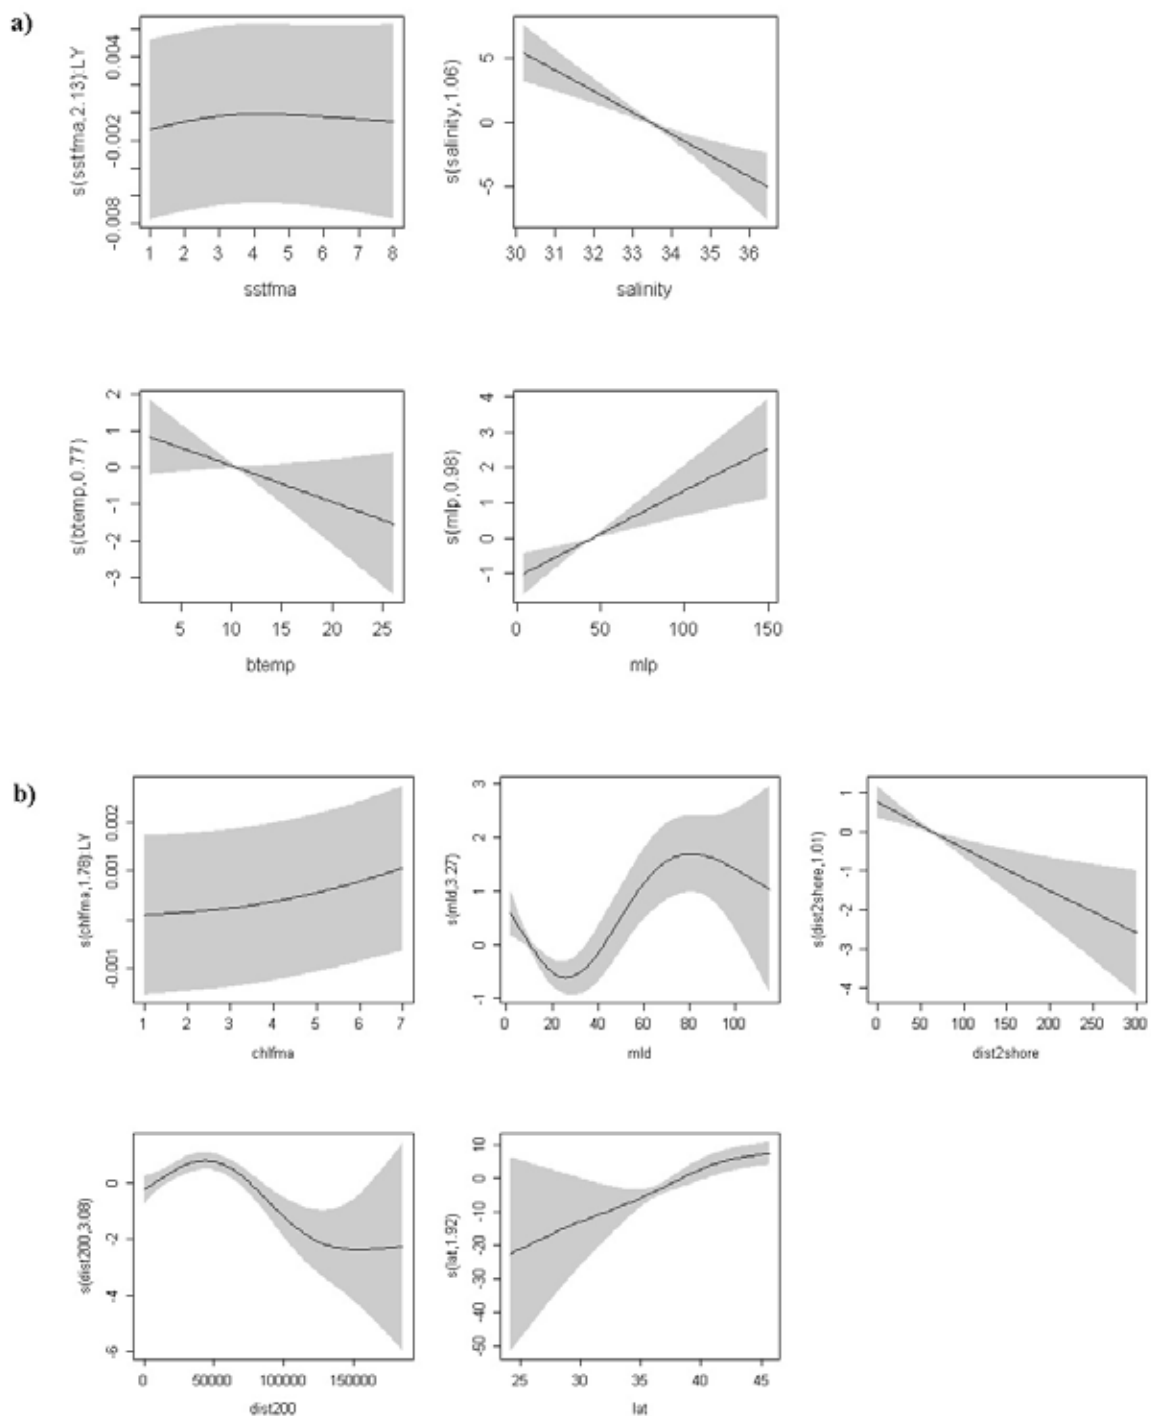 a)
s(sstfma,2.13):LY
0.004
-0.002
-0.008
1 2 3 4 5 6 7 8
sstfma
s(salinity,1.06)
5
0
-5
30 31 32 33 34 35 36
salinity
s(btemp,0.77)
2
1
0
-1
-2
-3
5 10 15 20 25
btemp
s(mlp,0.98)
4
3
2
1
0
-1
0 50 100 150
mlp
b)
s(chlfma,1.78):LY
0.002
0.001
-0.001
1 2 3 4 5 6 7
chlfma
s(mld,3.27)
3
2
1
0
-1
0 20 40 60 80 100
mld
s(dist2shore,1.01)
1
0
-1
-2
-3
-4
0 50 100 150 200 250 300
dist2shore
s(dist200,3.08)
0
-2
-4
-6
0 50000 100000 150000
dist200
s(lat,1.92)
10
0
-10
-20
-30
-40
-50
25 30 35 40 45
lat